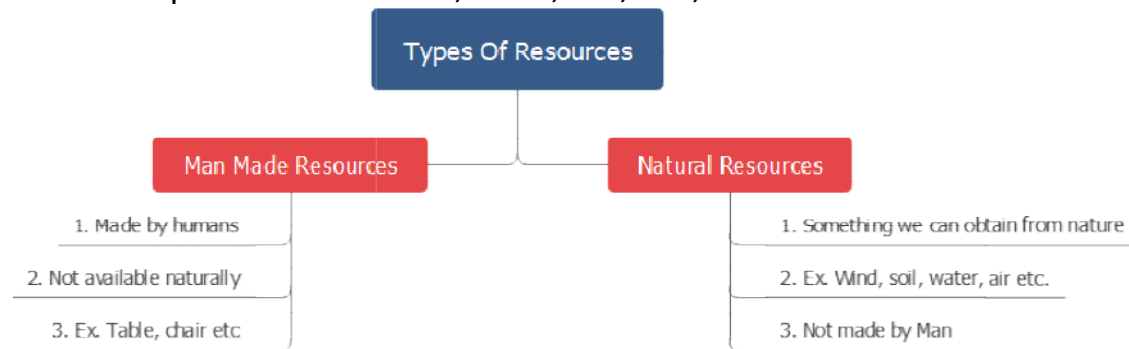 Types Of Resources
Man Made Resources
1. Made by humans
2. Not available naturally
3. Ex. Table, chair etc
Natural Resources
1. Something we can obtain from nature
2. Ex. Wind, soil, water, air etc.
3. Not made by Man